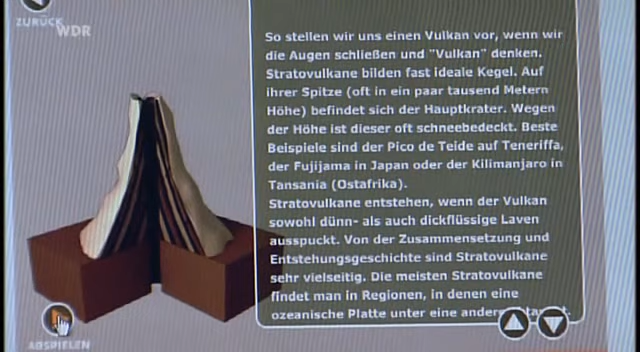 ZURÜCK
WDR
So stellen wir uns einen Vulkan vor, wenn wir
die Augen schließen und "Vulkan" denken.
Stratovulkane bilden fast ideale Kegel. Auf
ihrer Spitze (oft in ein paar tausend Metern
Höhe) befindet sich der Hauptkrater. Wegen
der Höhe ist dieser oft schneebedeckt. Beste
Beispiele sind der Pico de Teide auf Teneriffa,
der Fujijama in Japan oder der Kilimanjaro in
Tansania (Ostafrika).
Stratovulkane entstehen, wenn der Vulkan
sowohl dünn- als auch dickflüssige Laven
ausspuckt. Von der Zusammensetzung und
Entstehungsgeschichte sind Stratovulkane
sehr vielseitig. Die meisten Stratovulkane
findet man in Regionen, in denen eine
ozeanische Platte unter eine
ABSPIELEN